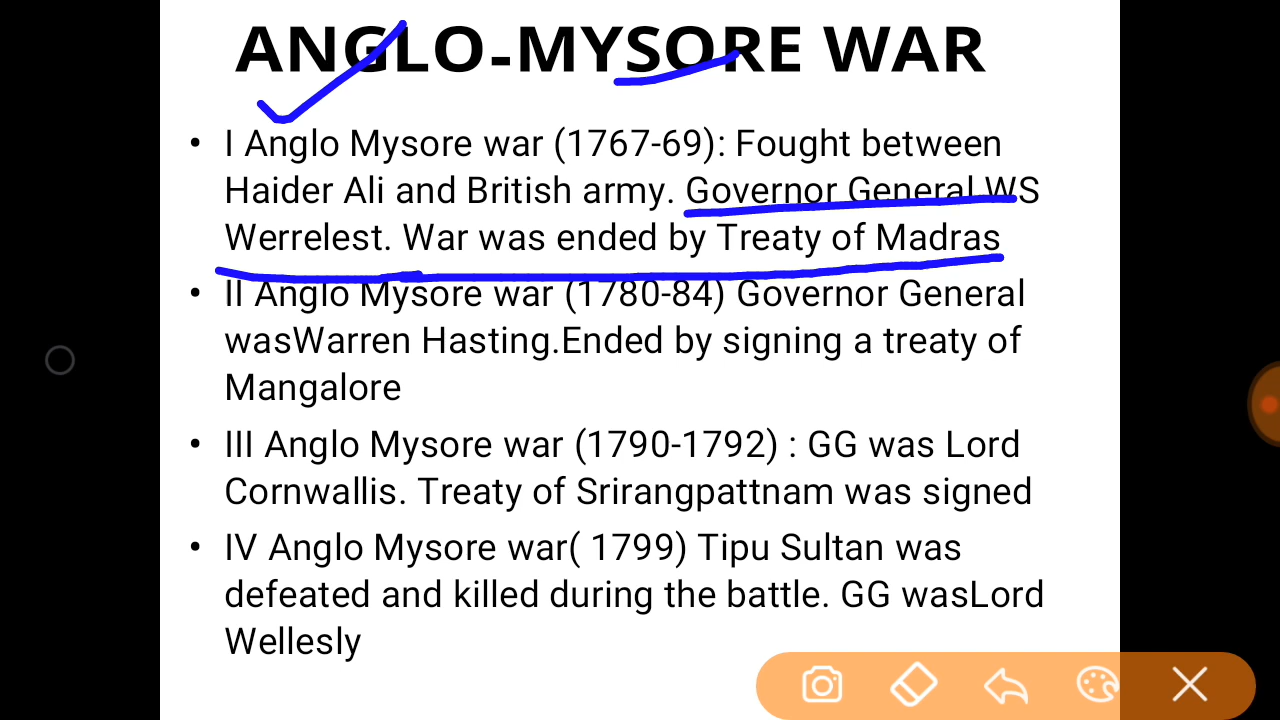 ANGLO-MYSORE WAR
• I Anglo Mysore war (1767-69): Fought between
Haider Ali and British army. Governor General WS
Werrelest. War was ended by Treaty of Madras
• II Anglo Mysore war (1780-84) Governor General
wasWarren Hasting.Ended by signing a treaty of
Mangalore
• III Anglo Mysore war (1790-1792) : GG was Lord
Cornwallis. Treaty of Srirangpattnam was signed
• IV Anglo Mysore war( 1799) Tipu Sultan was
defeated and killed during the battle. GG wasLord
Wellesly